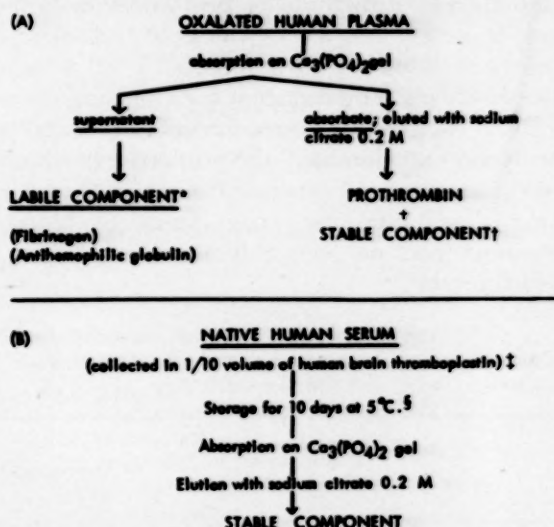 (A) OXALATED HUMAN PLASMA
absorption on Ca3(PO4)2gel
supernatant
absorbate; eluted with sodium
citrate 0.2 M
LABILE COMPONENT*
(Fibrinogen)
(Antihemophilic globulin)
PROTHROMBIN
+
STABLE COMPONENT†
(B) NATIVE HUMAN SERUM
(collected in 1/10 volume of human brain thromboplastin) ‡
Storage for 10 days at 5°C.§
Absorption on Ca3(PO4)2 gel
Elution with sodium citrate 0.2 M
STABLE COMPONENT